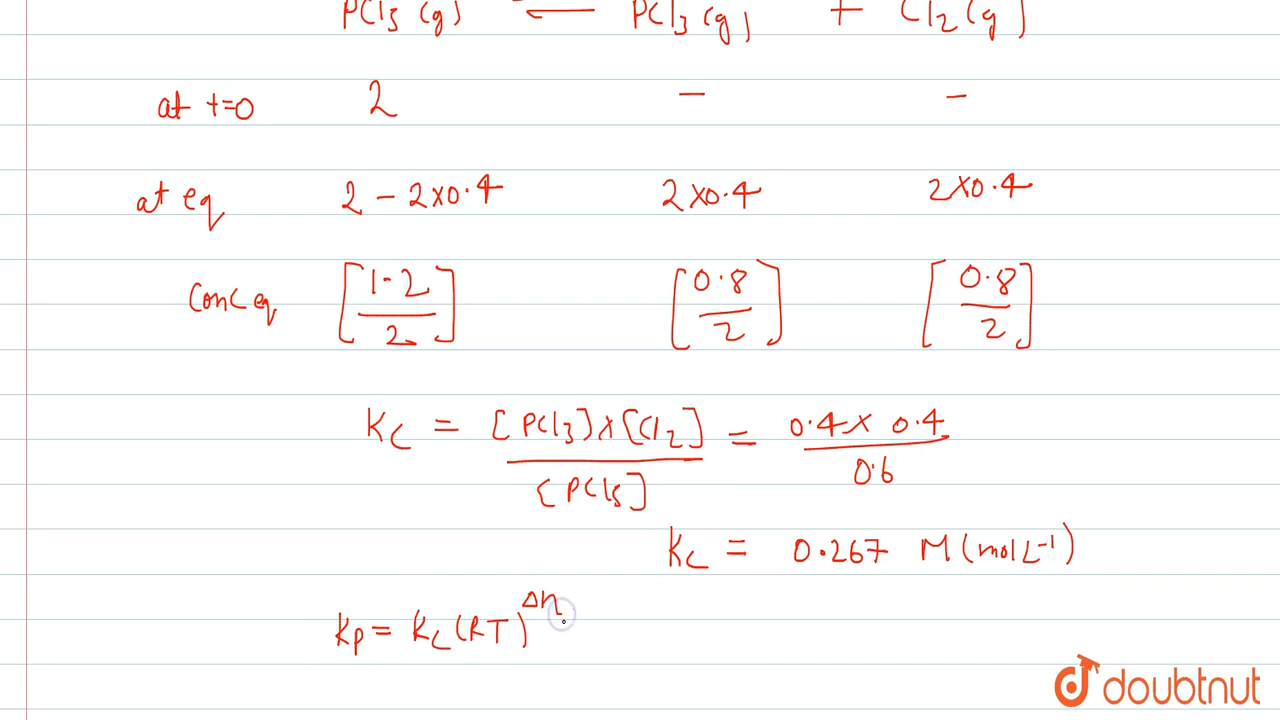 PCl5 (g) ⇌ PCl3 (g) + Cl2 (g)
at t=0 2 – –
at eq 2 – 2×0.4 2×0.4 2×0.4
Conc eq [1.2/2] [0.8/2] [0.8/2]
KC = [PCl3]×[Cl2]/[PCl5] = 0.4× 0.4/0.6
KC = 0.267 M (mol L⁻¹)
KP = KC (RT)^Δn
doubtnut